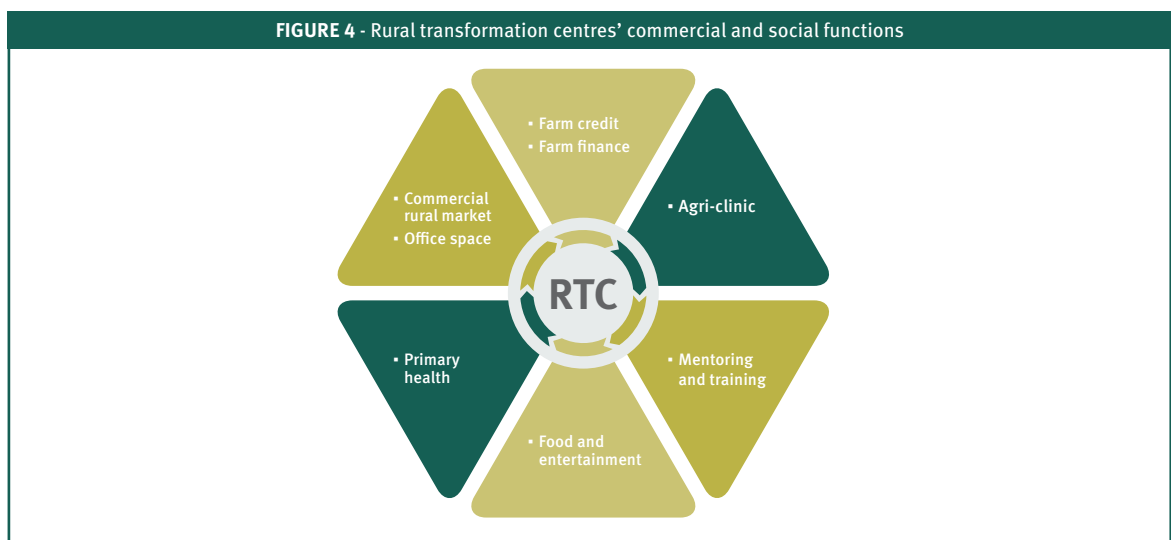 FIGURE 4 - Rural transformation centres’ commercial and social functions
▪ Farm credit
▪ Farm finance
▪ Agri-clinic
▪ Mentoring
and training
▪ Food and
entertainment
▪ Primary
health
▪ Commercial
rural market
▪ Office space
RTC